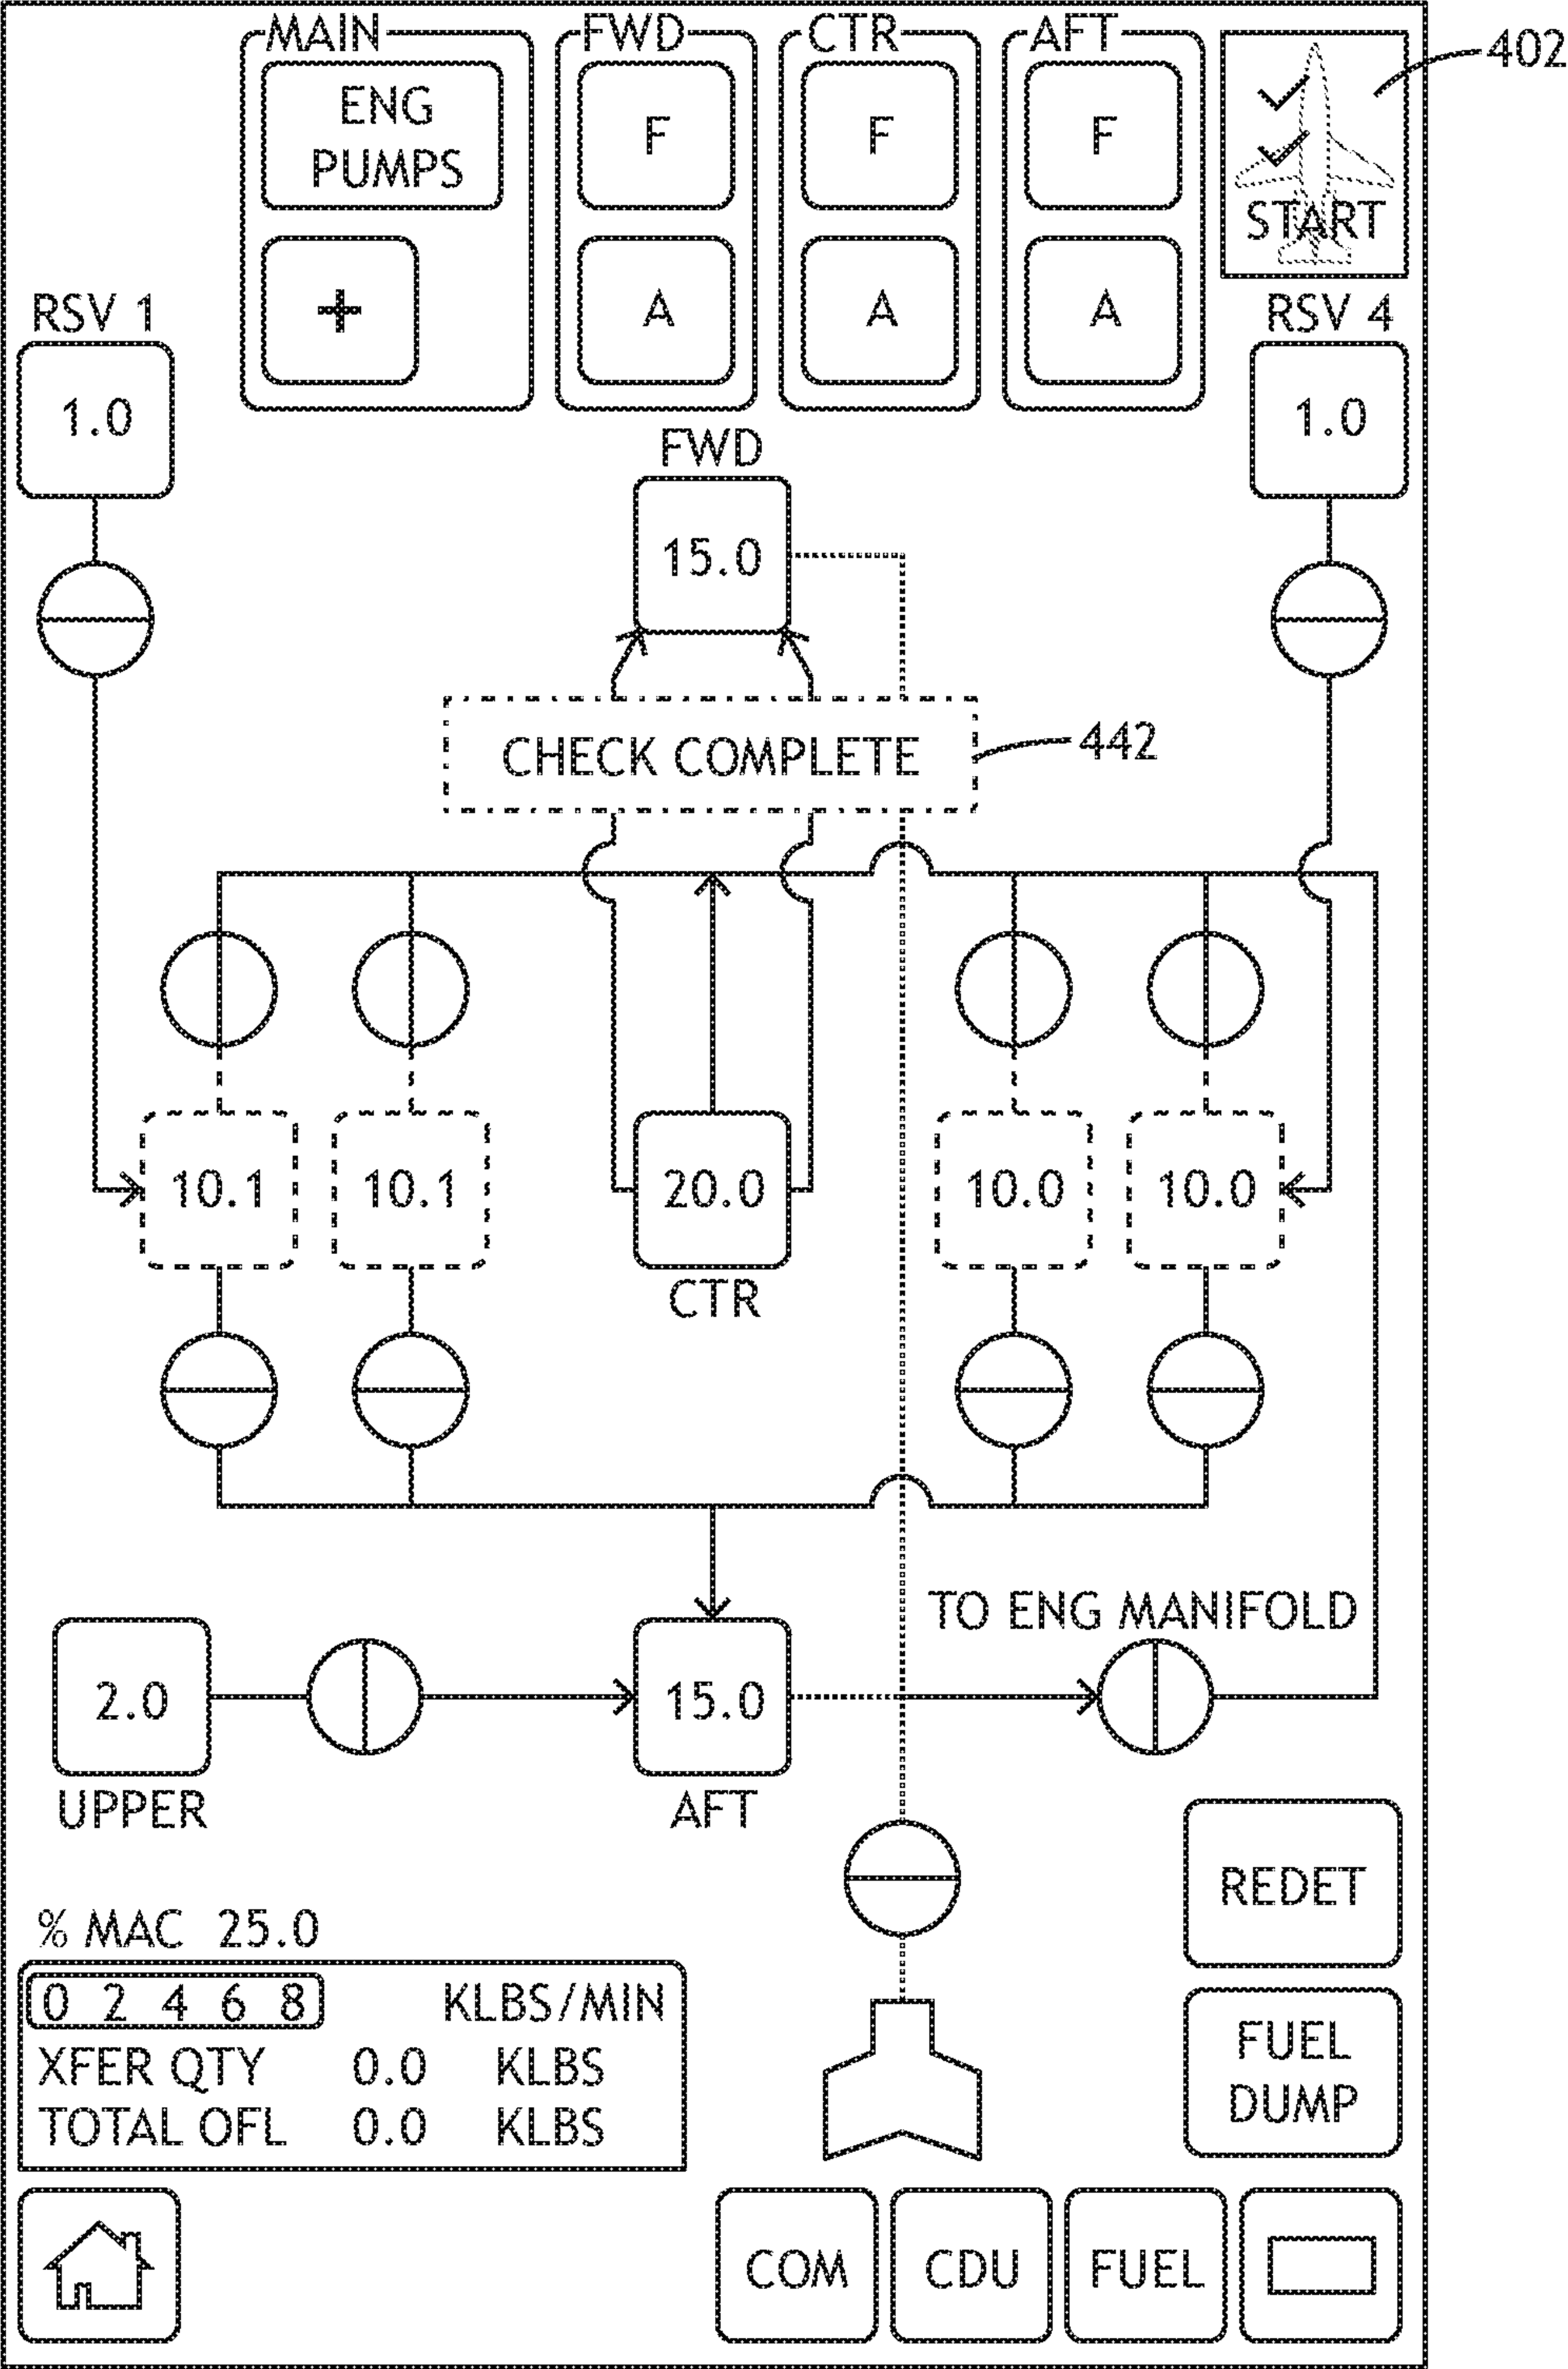 MAIN FWD CTR AFT
402
ENG
PUMPS
F F F
START
+ A A A
RSV 1 RSV 4
1.0 1.0
FWD
15.0
CHECK COMPLETE
442
10.1 10.1 20.0 10.0 10.0
CTR
TO ENG MANIFOLD
2.0 15.0
UPPER AFT
REDET
% MAC 25.0
0 2 4 6 8 KLBS/MIN
XFER QTY 0.0 KLBS
TOTAL OFL 0.0 KLBS
FUEL
DUMP
COM CDU FUEL